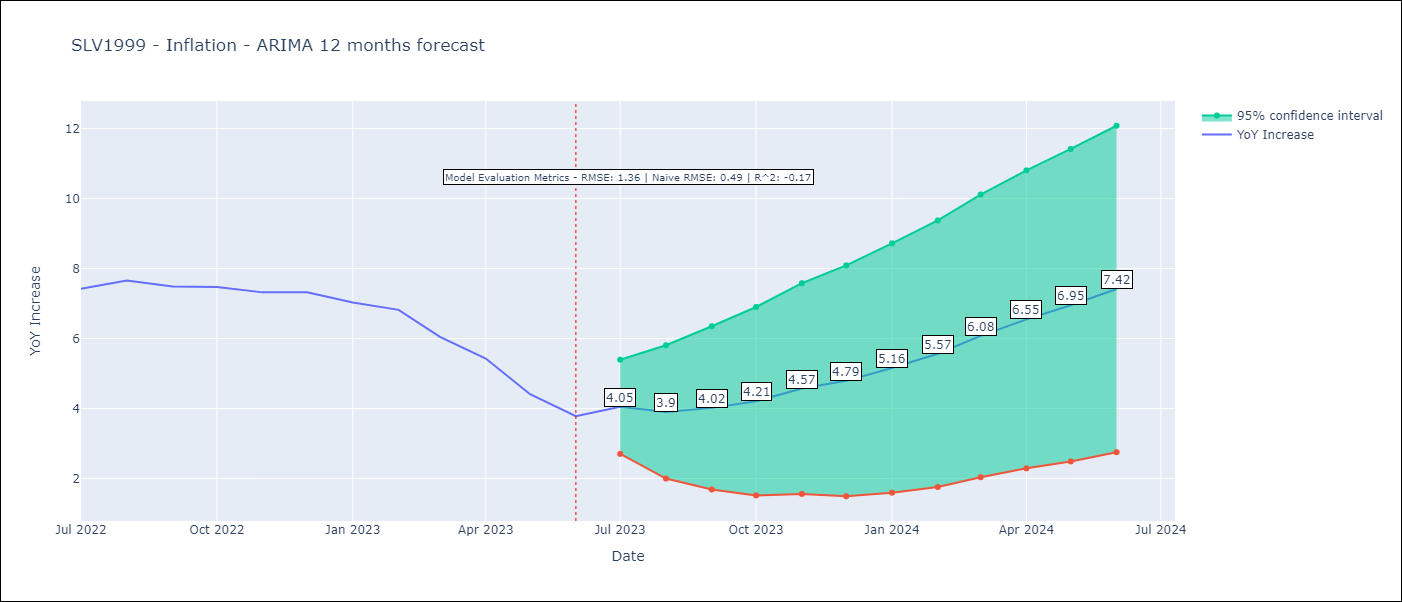 SLV1999 - Inflation - ARIMA 12 months forecast
95% confidence interval
YoY Increase
Model Evaluation Metrics - RMSE: 1.36 | Naive RMSE: 0.49 | R^2: -0.17
YoY Increase
12
10
8
6
4
2
4.05
3.9
4.02
4.21
4.57
4.79
5.16
5.57
6.08
6.55
6.95
7.42
Jul 2022
Oct 2022
Jan 2023
Apr 2023
Jul 2023
Oct 2023
Jan 2024
Apr 2024
Jul 2024
Date